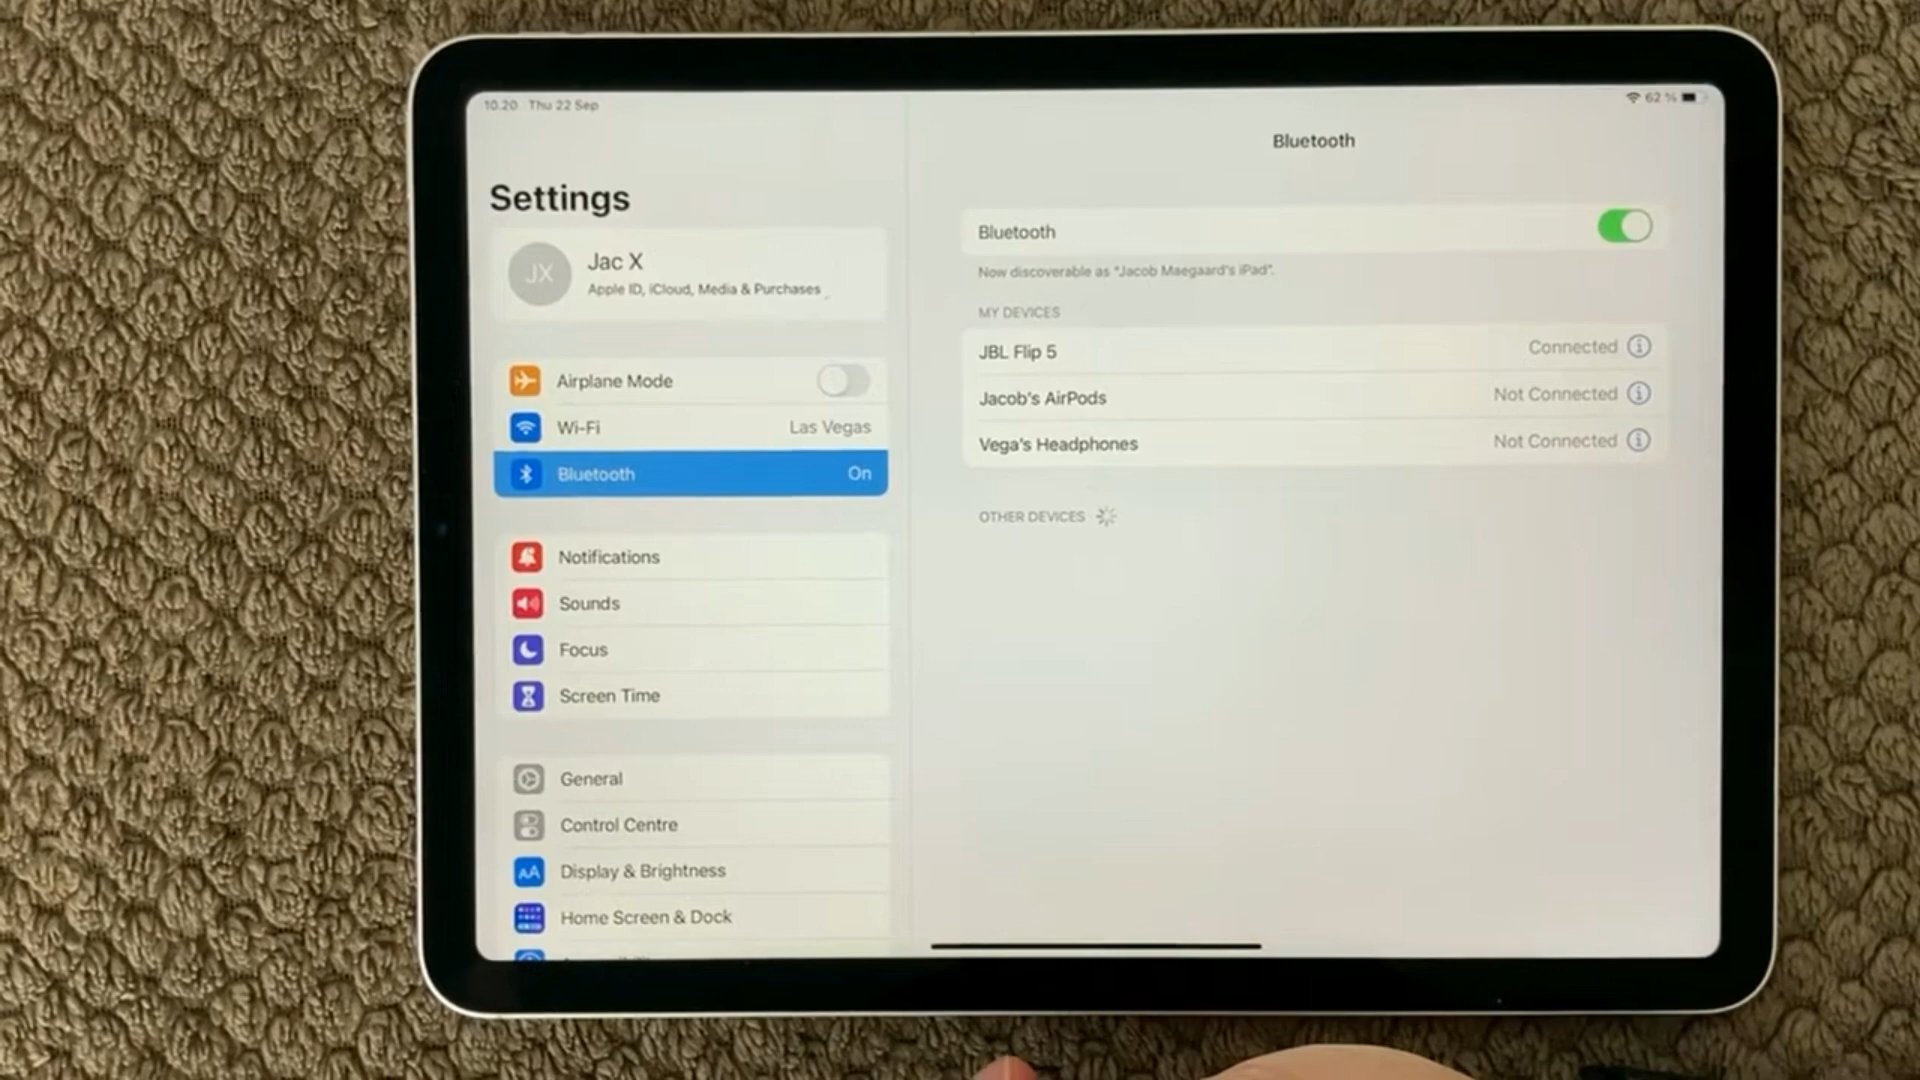 10.20 Thu 22 Sep
62 %
Settings
JX
Jac X
Apple ID, iCloud, Media & Purchases
Airplane Mode
Wi-Fi
Las Vegas
Bluetooth
On
Notifications
Sounds
Focus
Screen Time
General
Control Centre
AA
Display & Brightness
Home Screen & Dock
Bluetooth
Bluetooth
Now discoverable as "Jacob Maegaard's iPad".
MY DEVICES
JBL Flip 5
Connected
Jacob's AirPods
Not Connected
Vega's Headphones
Not Connected
OTHER DEVICES